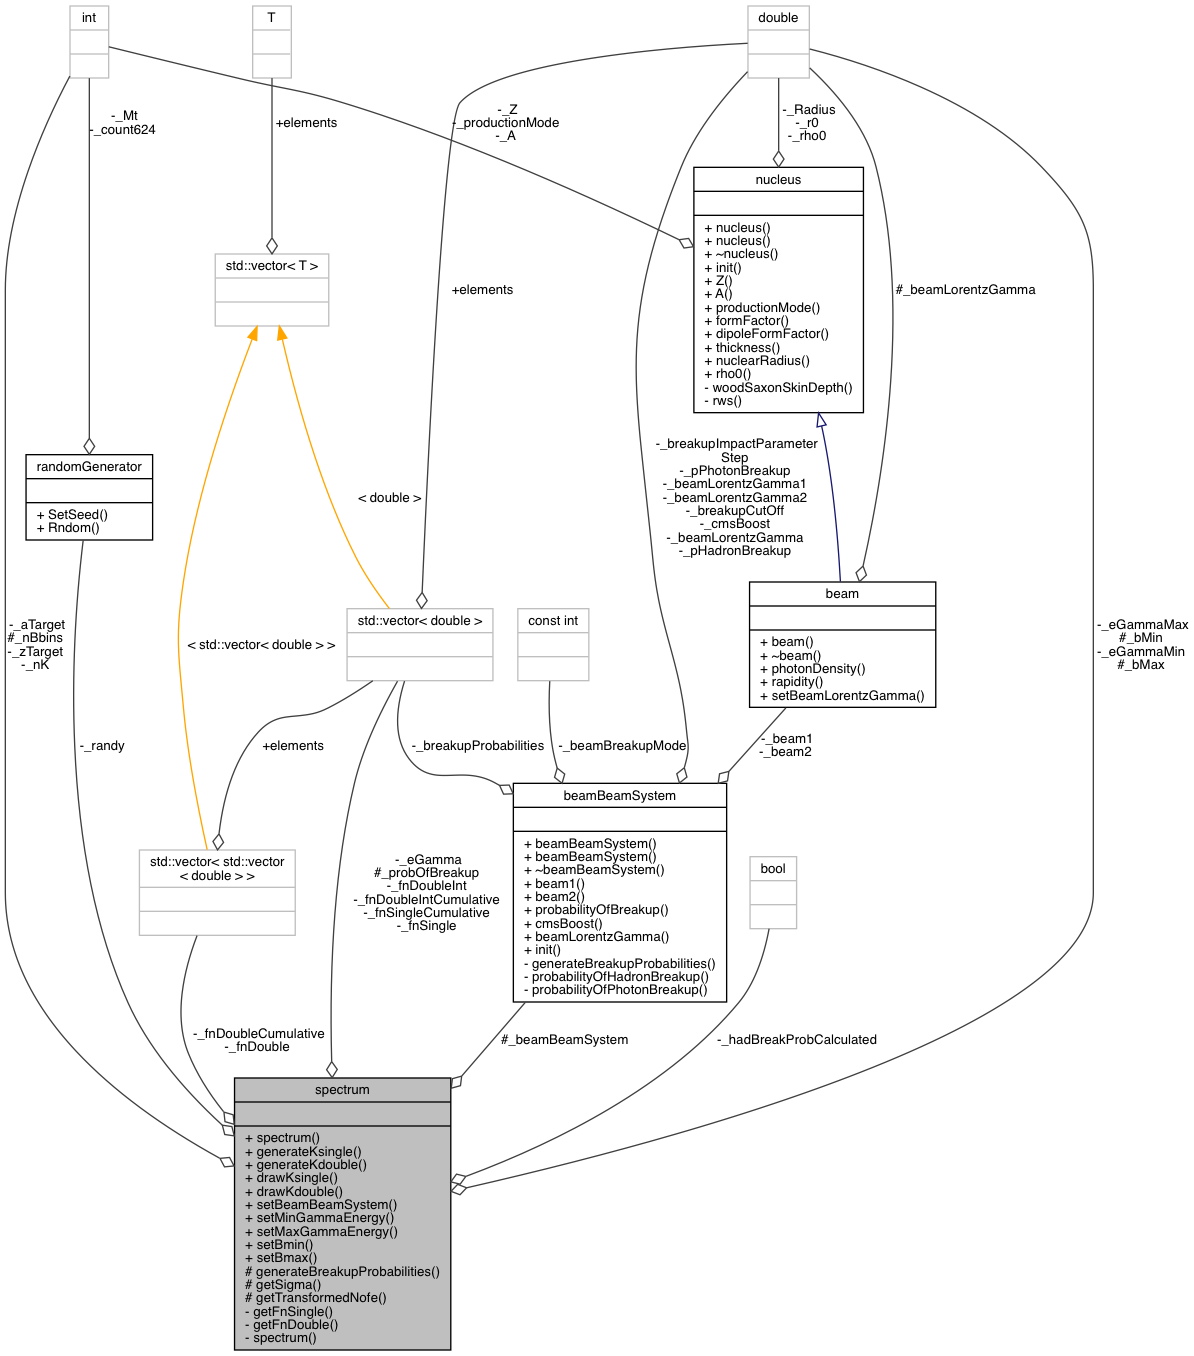 int
T
double
-_Mt
-_count624
+elements
-_Z
-_productionMode
-_A
-_Radius
-_r0
-_rho0
nucleus
+ nucleus()
+ nucleus()
+ ~nucleus()
+ init()
+ Z()
+ A()
+ productionMode()
+ formFactor()
+ dipoleFormFactor()
+ thickness()
+ nuclearRadius()
+ rho0()
- woodSaxonSkinDepth()
- rws()
std::vector< T >
+elements
#_beamLorentzGamma
randomGenerator
+ SetSeed()
+ Rndom()
< double >
-_breakupImpactParameter
Step
-_pPhotonBreakup
-_beamLorentzGamma1
-_beamLorentzGamma2
-_breakupCutOff
-_cmsBoost
-_beamLorentzGamma
-_pHadronBreakup
beam
+ beam()
+ ~beam()
+ photonDensity()
+ rapidity()
+ setBeamLorentzGamma()
-_aTarget
#_nBbins
-_zTarget
-_nK
< std::vector< double > >
std::vector< double >
const int
-_eGammaMax
#_bMin
-_eGammaMin
#_bMax
-_randy
+elements
-_breakupProbabilities
-_beamBreakupMode
-_beam1
-_beam2
beamBeamSystem
+ beamBeamSystem()
+ beamBeamSystem()
+ ~beamBeamSystem()
+ beam1()
+ beam2()
+ probabilityOfBreakup()
+ cmsBoost()
+ beamLorentzGamma()
+ init()
- generateBreakupProbabilities()
- probabilityOfHadronBreakup()
- probabilityOfPhotonBreakup()
std::vector< std::vector
< double > >
-_eGamma
#_probOfBreakup
-_fnDoubleInt
-_fnDoubleIntCumulative
-_fnSingleCumulative
-_fnSingle
bool
-_fnDoubleCumulative
-_fnDouble
#_beamBeamSystem
-_hadBreakProbCalculated
spectrum
+ spectrum()
+ generateKsingle()
+ generateKdouble()
+ drawKsingle()
+ drawKdouble()
+ setBeamBeamSystem()
+ setMinGammaEnergy()
+ setMaxGammaEnergy()
+ setBmin()
+ setBmax()
# generateBreakupProbabilities()
# getSigma()
# getTransformedNofe()
- getFnSingle()
- getFnDouble()
- spectrum()